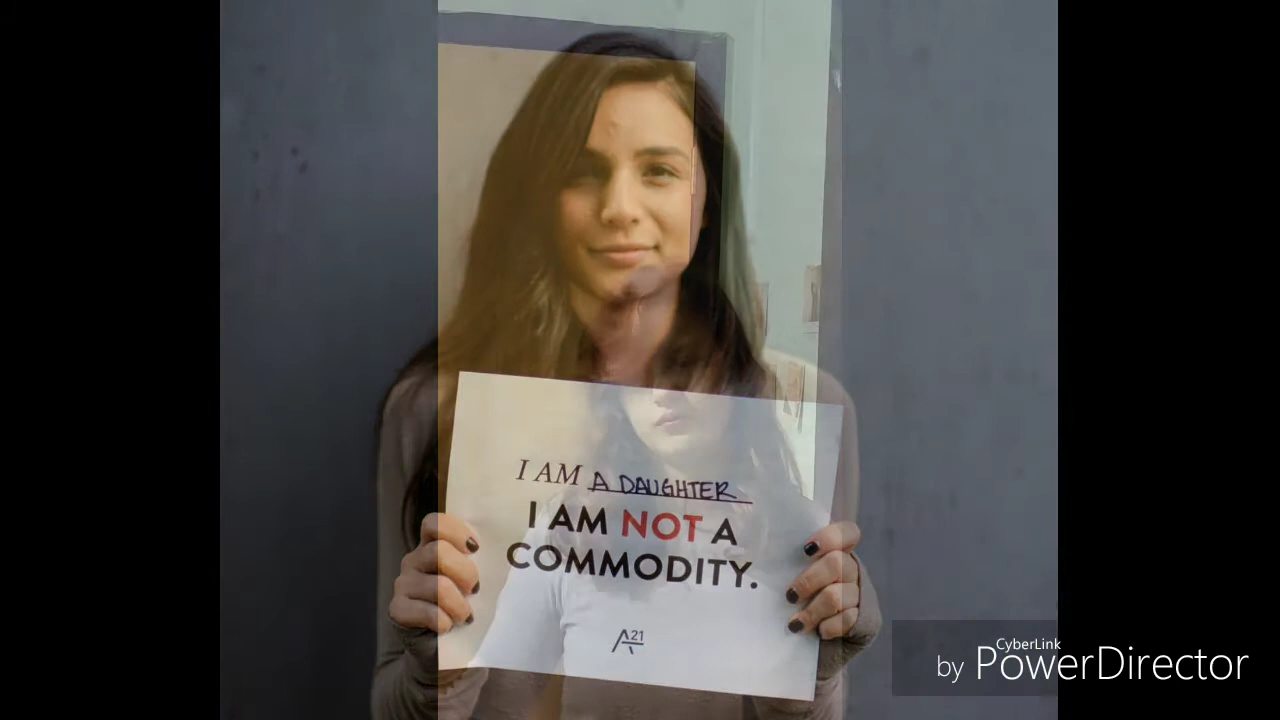 I AM A DAUGHTER
I AM NOT A
COMMODITY.
A21
CyberLink
by PowerDirector